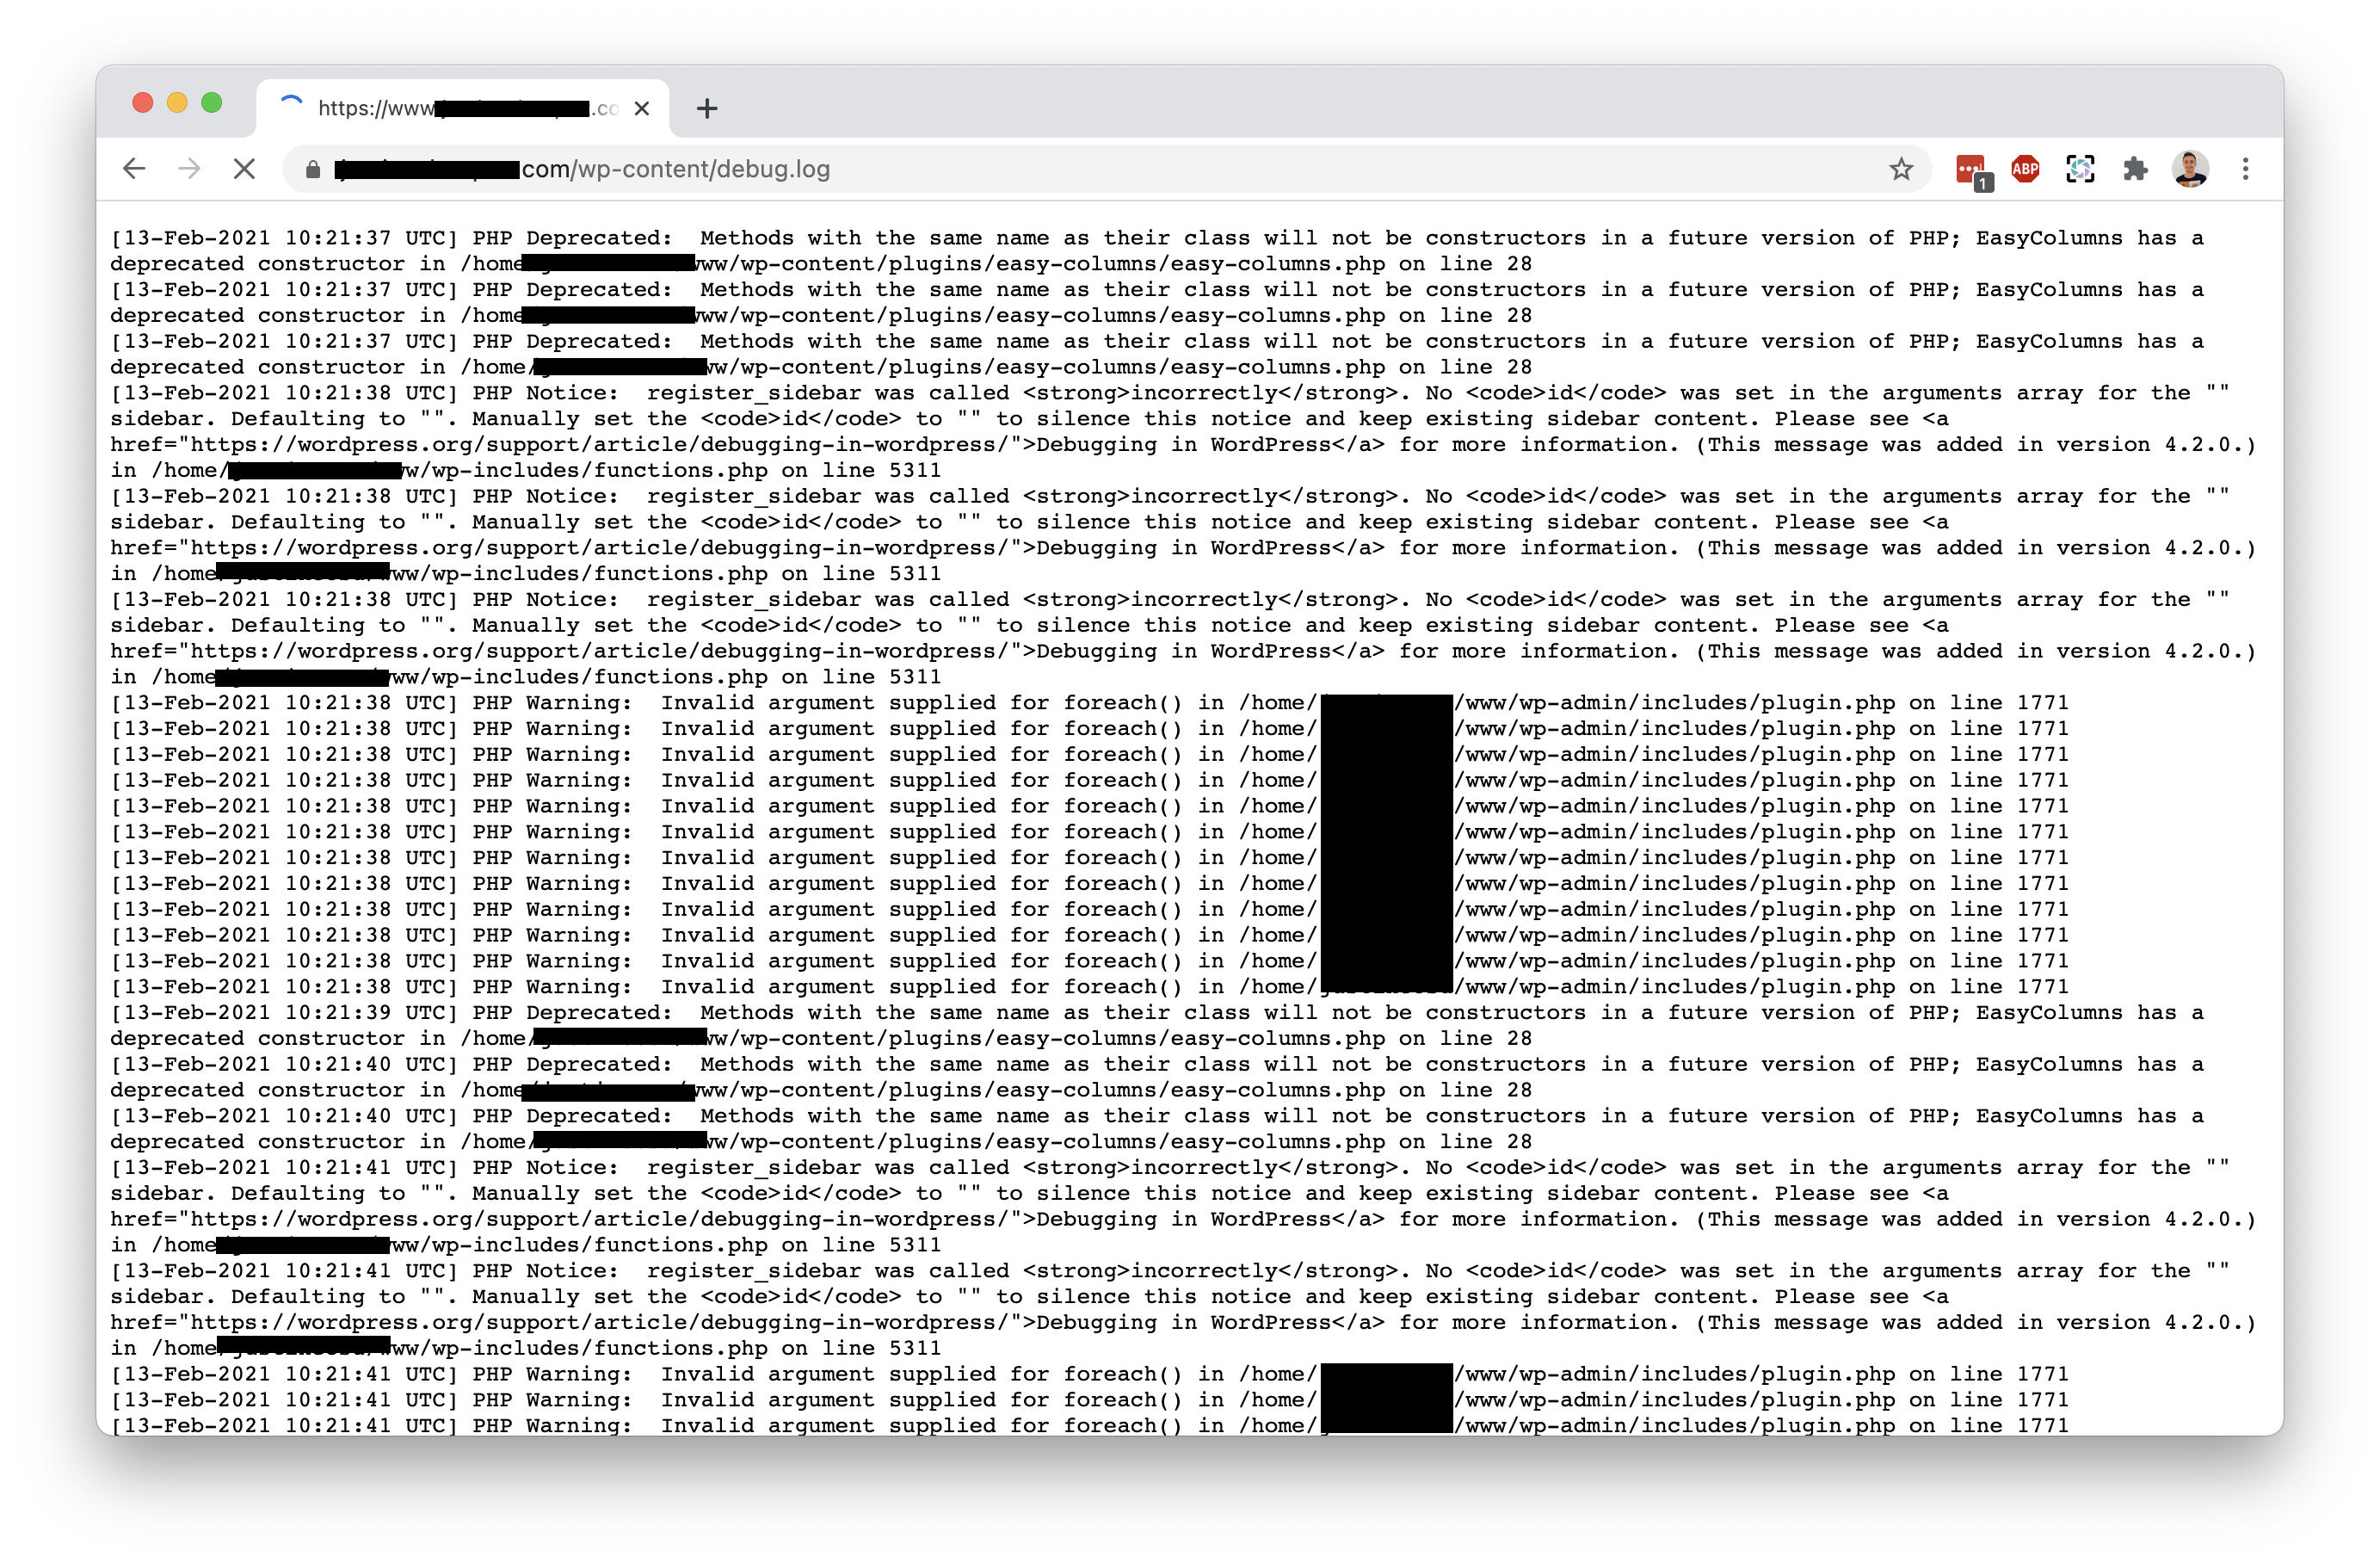 https://www .co
com/wp-content/debug.log
ABP
1
[13-Feb-2021 10:21:37 UTC] PHP Deprecated:  Methods with the same name as their class will not be constructors in a future version of PHP; EasyColumns has a
deprecated constructor in /home www/wp-content/plugins/easy-columns/easy-columns.php on line 28
[13-Feb-2021 10:21:37 UTC] PHP Deprecated:  Methods with the same name as their class will not be constructors in a future version of PHP; EasyColumns has a
deprecated constructor in /home www/wp-content/plugins/easy-columns/easy-columns.php on line 28
[13-Feb-2021 10:21:37 UTC] PHP Deprecated:  Methods with the same name as their class will not be constructors in a future version of PHP; EasyColumns has a
deprecated constructor in /home/ ww/wp-content/plugins/easy-columns/easy-columns.php on line 28
[13-Feb-2021 10:21:38 UTC] PHP Notice:  register_sidebar was called <strong>incorrectly</strong>. No <code>id</code> was set in the arguments array for the ""
sidebar. Defaulting to "". Manually set the <code>id</code> to "" to silence this notice and keep existing sidebar content. Please see <a
href="https://wordpress.org/support/article/debugging-in-wordpress/">Debugging in WordPress</a> for more information. (This message was added in version 4.2.0.)
in /home/ ww/wp-includes/functions.php on line 5311
[13-Feb-2021 10:21:38 UTC] PHP Notice:  register_sidebar was called <strong>incorrectly</strong>. No <code>id</code> was set in the arguments array for the ""
sidebar. Defaulting to "". Manually set the <code>id</code> to "" to silence this notice and keep existing sidebar content. Please see <a
href="https://wordpress.org/support/article/debugging-in-wordpress/">Debugging in WordPress</a> for more information. (This message was added in version 4.2.0.)
in /home www/wp-includes/functions.php on line 5311
[13-Feb-2021 10:21:38 UTC] PHP Notice:  register_sidebar was called <strong>incorrectly</strong>. No <code>id</code> was set in the arguments array for the ""
sidebar. Defaulting to "". Manually set the <code>id</code> to "" to silence this notice and keep existing sidebar content. Please see <a
href="https://wordpress.org/support/article/debugging-in-wordpress/">Debugging in WordPress</a> for more information. (This message was added in version 4.2.0.)
in /home www/wp-includes/functions.php on line 5311
[13-Feb-2021 10:21:38 UTC] PHP Warning:  Invalid argument supplied for foreach() in /home/ /www/wp-admin/includes/plugin.php on line 1771
[13-Feb-2021 10:21:38 UTC] PHP Warning:  Invalid argument supplied for foreach() in /home/ /www/wp-admin/includes/plugin.php on line 1771
[13-Feb-2021 10:21:38 UTC] PHP Warning:  Invalid argument supplied for foreach() in /home/ /www/wp-admin/includes/plugin.php on line 1771
[13-Feb-2021 10:21:38 UTC] PHP Warning:  Invalid argument supplied for foreach() in /home/ /www/wp-admin/includes/plugin.php on line 1771
[13-Feb-2021 10:21:38 UTC] PHP Warning:  Invalid argument supplied for foreach() in /home/ /www/wp-admin/includes/plugin.php on line 1771
[13-Feb-2021 10:21:38 UTC] PHP Warning:  Invalid argument supplied for foreach() in /home/ /www/wp-admin/includes/plugin.php on line 1771
[13-Feb-2021 10:21:38 UTC] PHP Warning:  Invalid argument supplied for foreach() in /home/ /www/wp-admin/includes/plugin.php on line 1771
[13-Feb-2021 10:21:38 UTC] PHP Warning:  Invalid argument supplied for foreach() in /home/ /www/wp-admin/includes/plugin.php on line 1771
[13-Feb-2021 10:21:38 UTC] PHP Warning:  Invalid argument supplied for foreach() in /home/ /www/wp-admin/includes/plugin.php on line 1771
[13-Feb-2021 10:21:38 UTC] PHP Warning:  Invalid argument supplied for foreach() in /home/ /www/wp-admin/includes/plugin.php on line 1771
[13-Feb-2021 10:21:38 UTC] PHP Warning:  Invalid argument supplied for foreach() in /home/ /www/wp-admin/includes/plugin.php on line 1771
[13-Feb-2021 10:21:38 UTC] PHP Warning:  Invalid argument supplied for foreach() in /home/ /www/wp-admin/includes/plugin.php on line 1771
[13-Feb-2021 10:21:39 UTC] PHP Deprecated:  Methods with the same name as their class will not be constructors in a future version of PHP; EasyColumns has a
deprecated constructor in /home/ ww/wp-content/plugins/easy-columns/easy-columns.php on line 28
[13-Feb-2021 10:21:40 UTC] PHP Deprecated:  Methods with the same name as their class will not be constructors in a future version of PHP; EasyColumns has a
deprecated constructor in /home www/wp-content/plugins/easy-columns/easy-columns.php on line 28
[13-Feb-2021 10:21:40 UTC] PHP Deprecated:  Methods with the same name as their class will not be constructors in a future version of PHP; EasyColumns has a
deprecated constructor in /home/ ww/wp-content/plugins/easy-columns/easy-columns.php on line 28
[13-Feb-2021 10:21:41 UTC] PHP Notice:  register_sidebar was called <strong>incorrectly</strong>. No <code>id</code> was set in the arguments array for the ""
sidebar. Defaulting to "". Manually set the <code>id</code> to "" to silence this notice and keep existing sidebar content. Please see <a
href="https://wordpress.org/support/article/debugging-in-wordpress/">Debugging in WordPress</a> for more information. (This message was added in version 4.2.0.)
in /home www/wp-includes/functions.php on line 5311
[13-Feb-2021 10:21:41 UTC] PHP Notice:  register_sidebar was called <strong>incorrectly</strong>. No <code>id</code> was set in the arguments array for the ""
sidebar. Defaulting to "". Manually set the <code>id</code> to "" to silence this notice and keep existing sidebar content. Please see <a
href="https://wordpress.org/support/article/debugging-in-wordpress/">Debugging in WordPress</a> for more information. (This message was added in version 4.2.0.)
in /home www/wp-includes/functions.php on line 5311
[13-Feb-2021 10:21:41 UTC] PHP Warning:  Invalid argument supplied for foreach() in /home/ /www/wp-admin/includes/plugin.php on line 1771
[13-Feb-2021 10:21:41 UTC] PHP Warning:  Invalid argument supplied for foreach() in /home/ /www/wp-admin/includes/plugin.php on line 1771
[13-Feb-2021 10:21:41 UTC] PHP Warning:  Invalid argument supplied for foreach() in /home/ /www/wp-admin/includes/plugin.php on line 1771